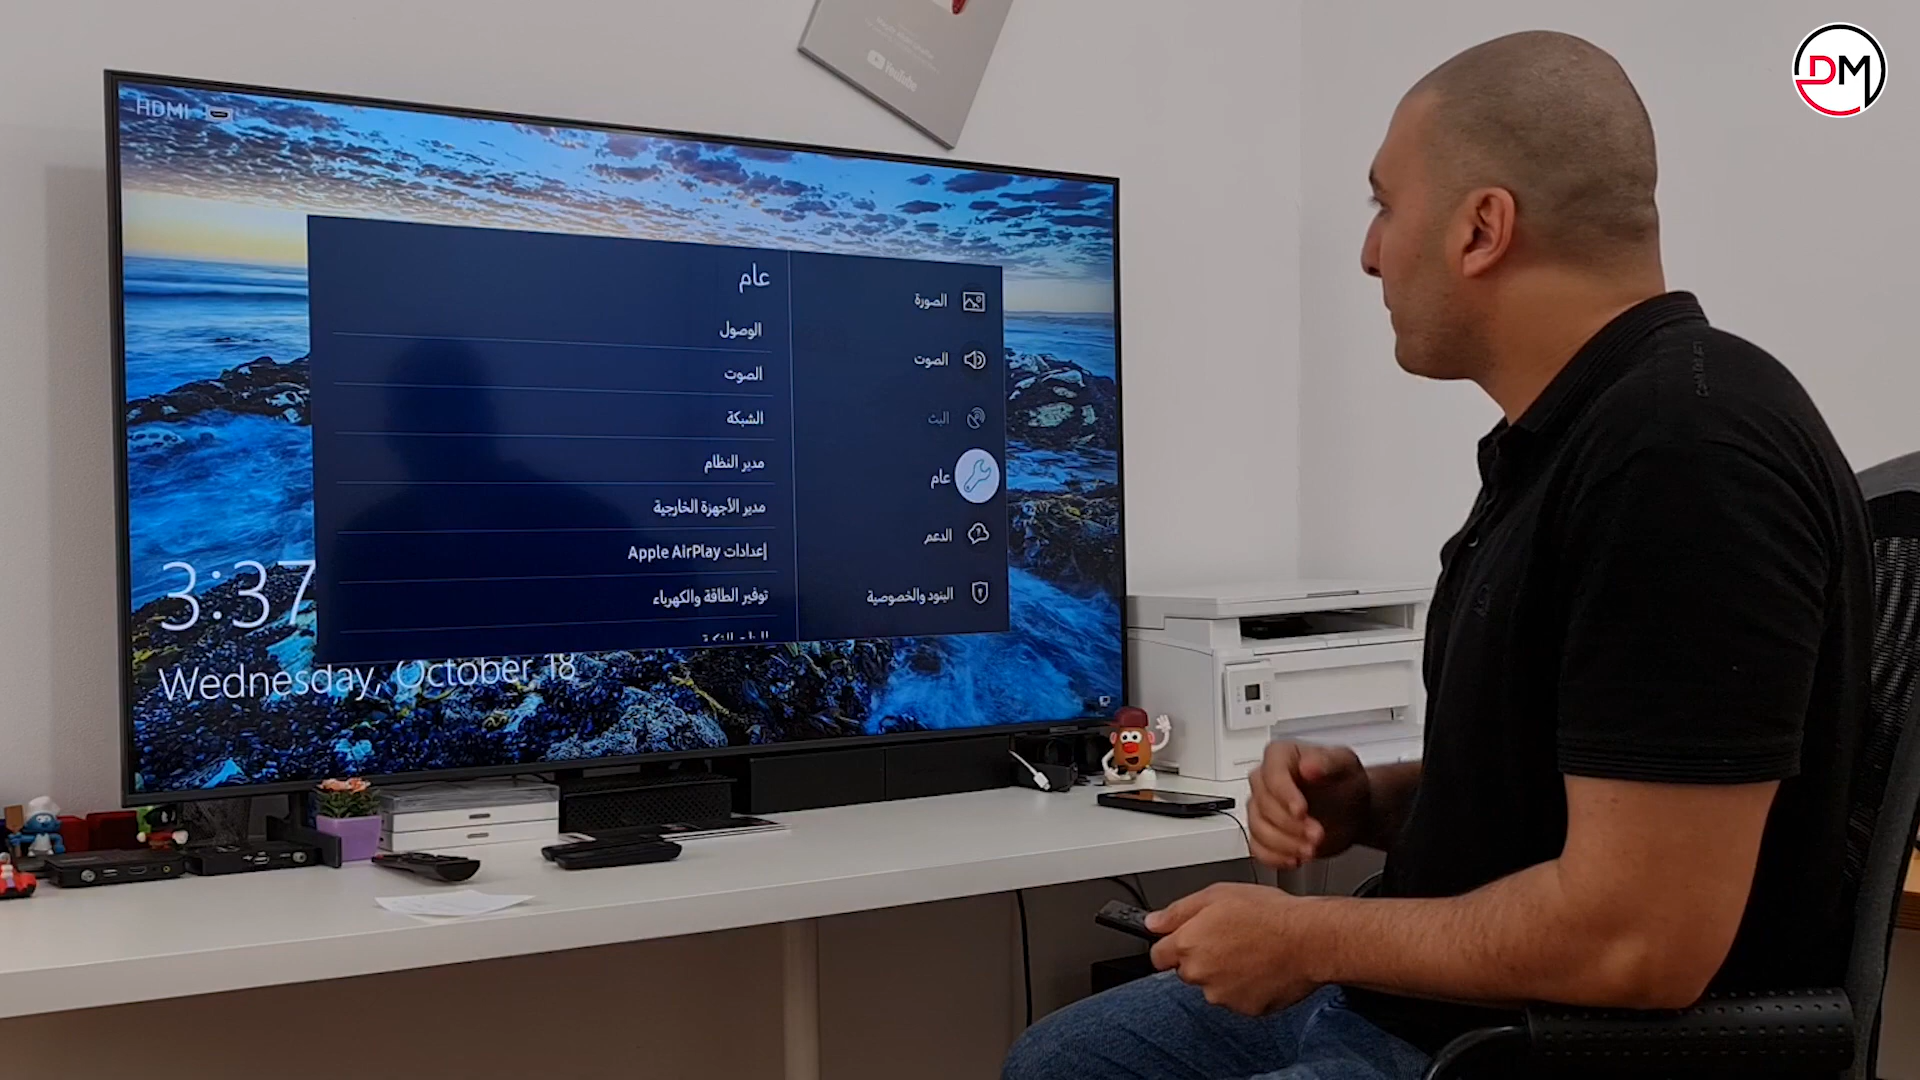 DM
YouTube
HDMI
الصورة
الصوت
البث
عام
الدعم
البنود والخصوصية
عام
الوصول
الصوت
الشبكة
مدير النظام
مدير الأجهزة الخارجية
إعدادات Apple AirPlay
توفير الطاقة والكهرباء
3:37
Wednesday, October 18